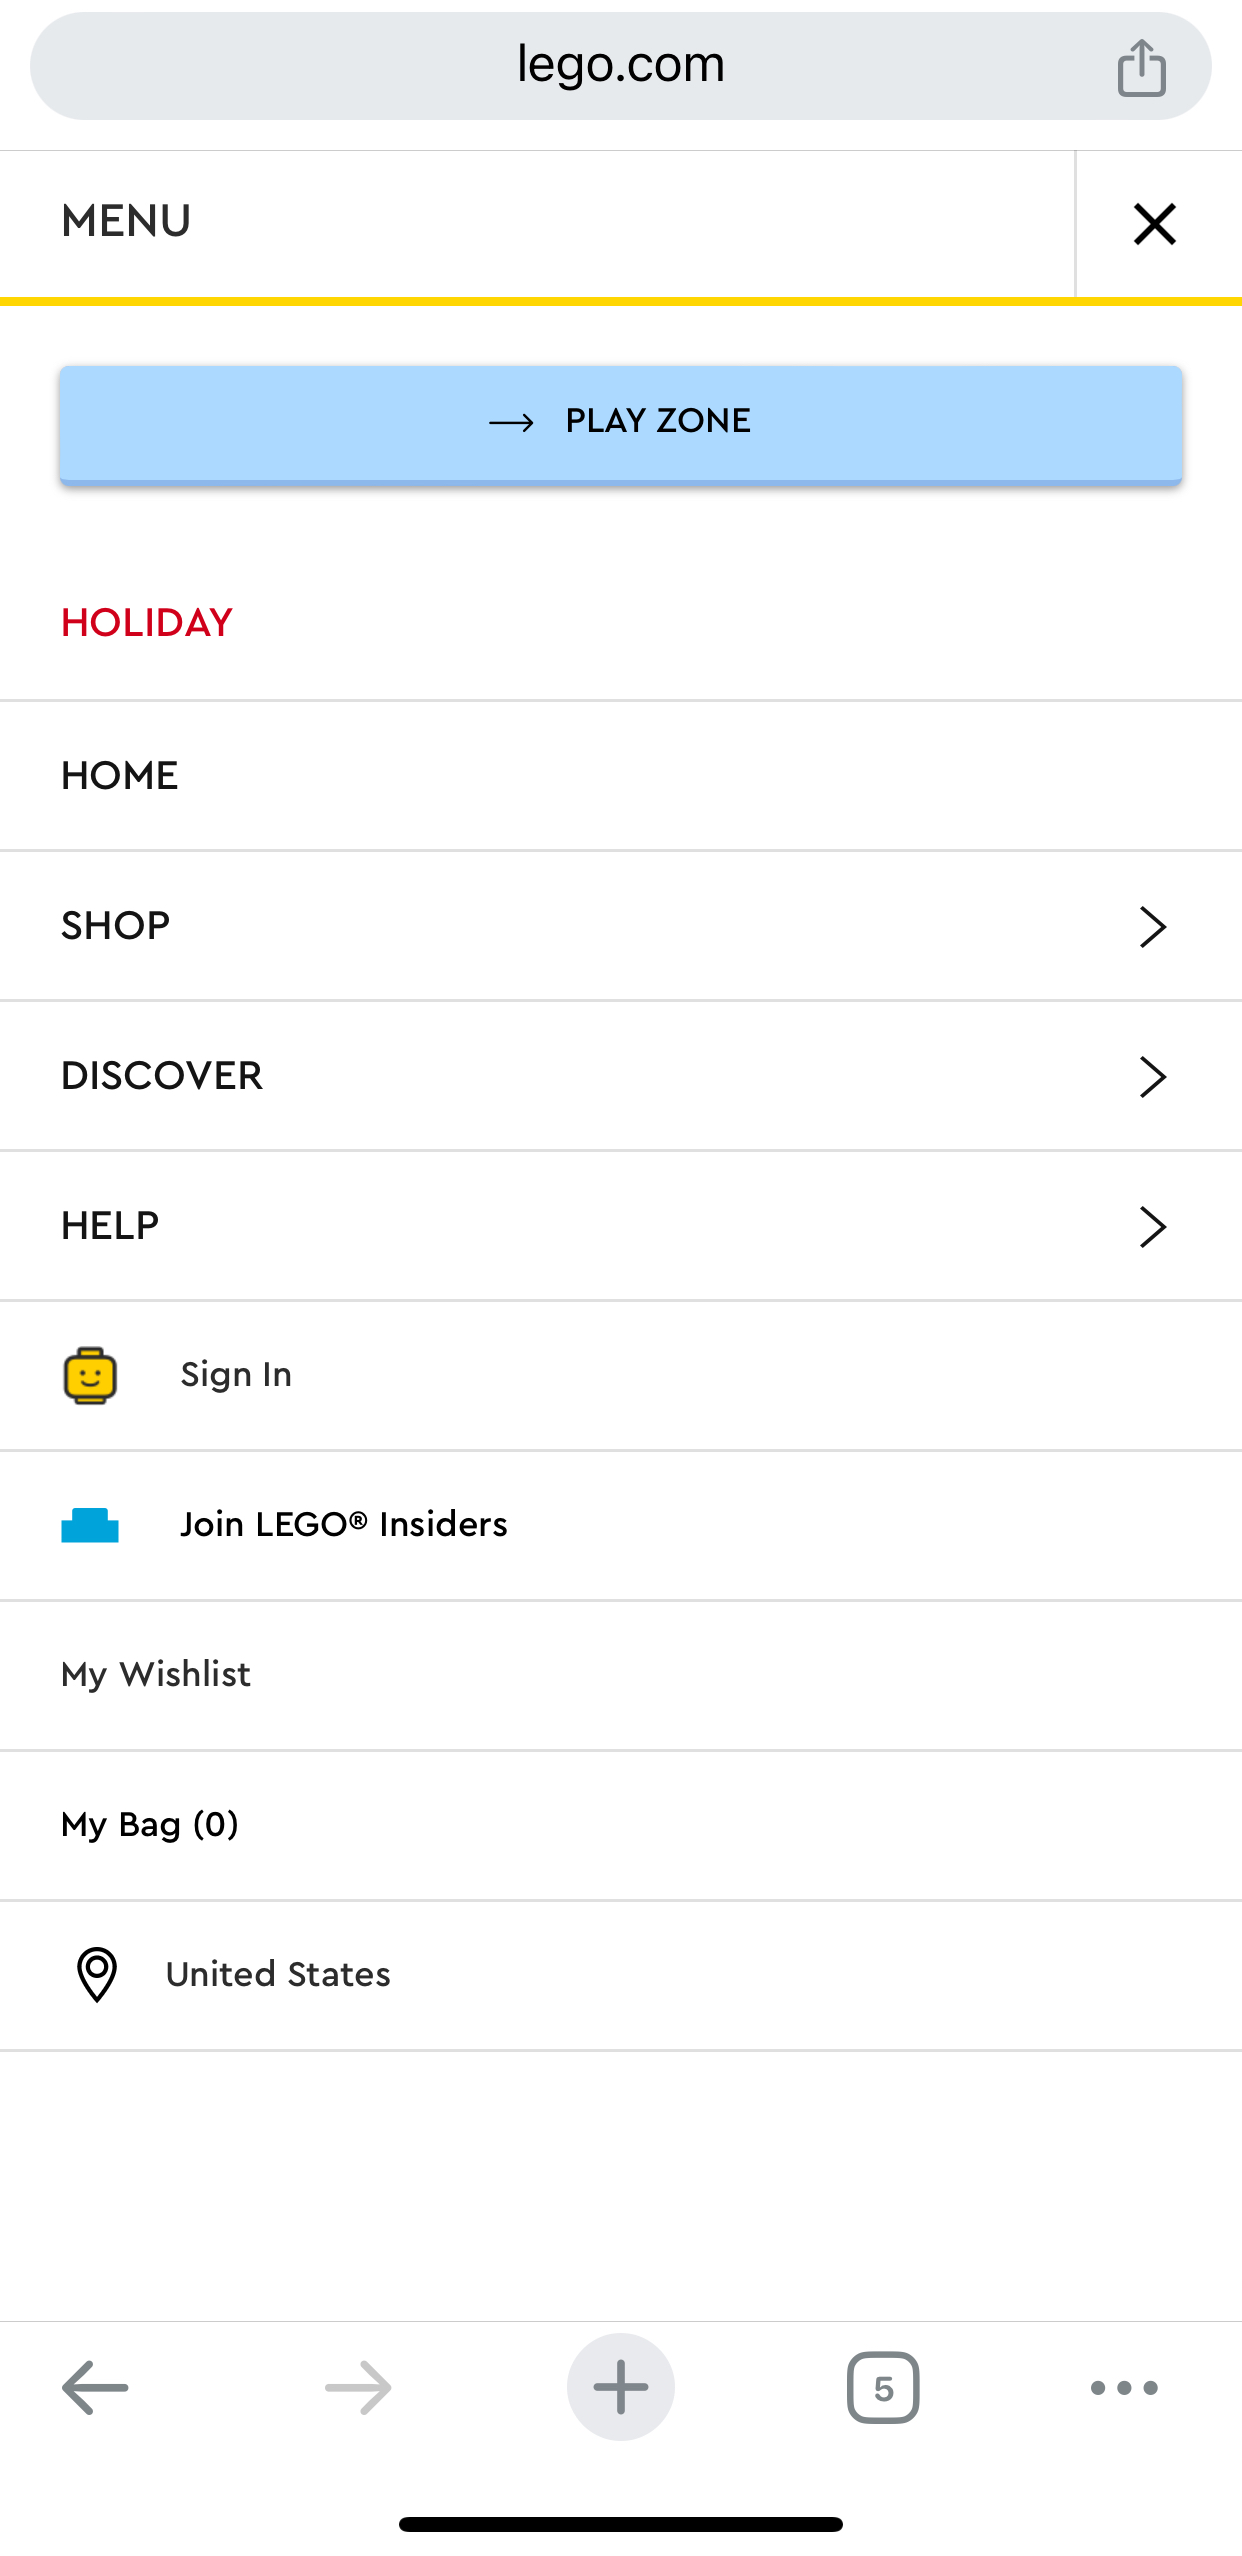 lego.com
MENU
PLAY ZONE
HOLIDAY
HOME
SHOP
DISCOVER
HELP
Sign In
Join LEGO® Insiders
My Wishlist
My Bag (0)
United States
5